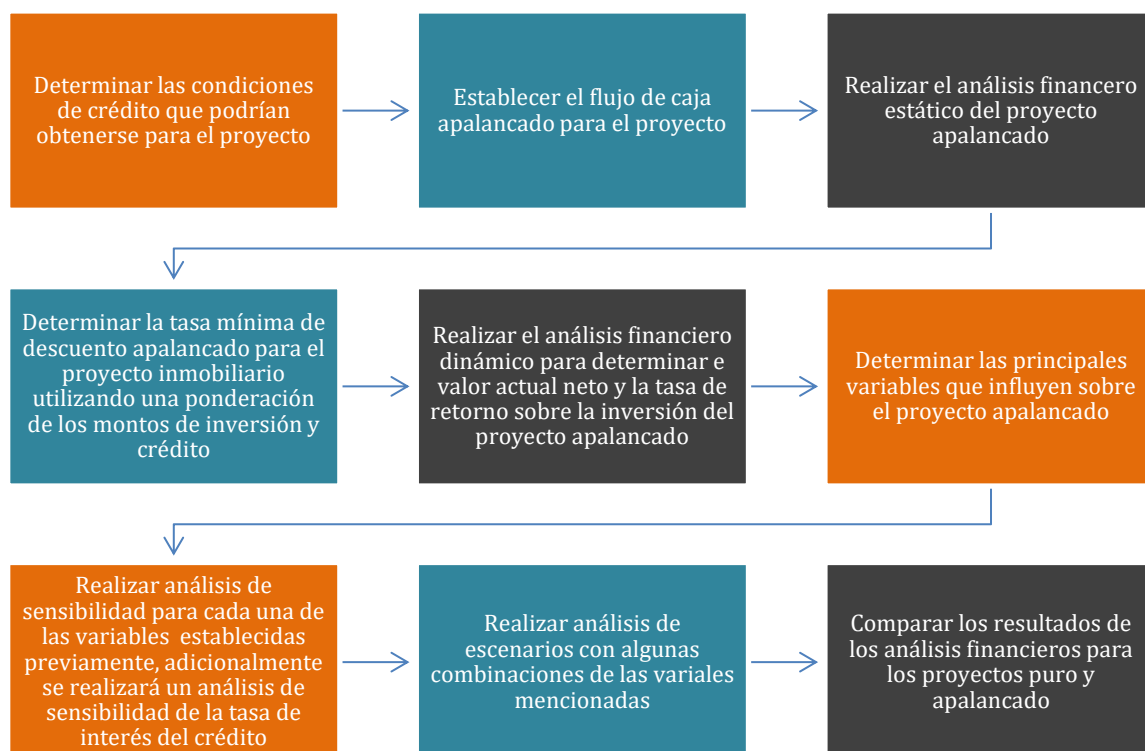 Determinar las condiciones
de crédito que podrían
obtenerse para el proyecto
Establecer el flujo de caja
apalancado para el proyecto
Realizar el análisis financero
estático del proyecto
apalancado
Determinar la tasa mínima de
descuento apalancado para el
proyecto inmobiliario
utilizando una ponderación
de los montos de inversión y
crédito
Realizar el análisis financiero
dinámico para determinar e
valor actual neto y la tasa de
retorno sobre la inversión del
proyecto apalancado
Determinar las principales
variables que influyen sobre
el proyecto apalancado
Realizar análisis de
sensibilidad para cada una de
las variables establecidas
previamente, adicionalmente
se realizará un análisis de
sensibilidad de la tasa de
interés del crédito
Realizar análisis de
escenarios con algunas
combinaciones de las variales
mencionadas
Comparar los resultados de
los análisis financieros para
los proyectos puro y
apalancado